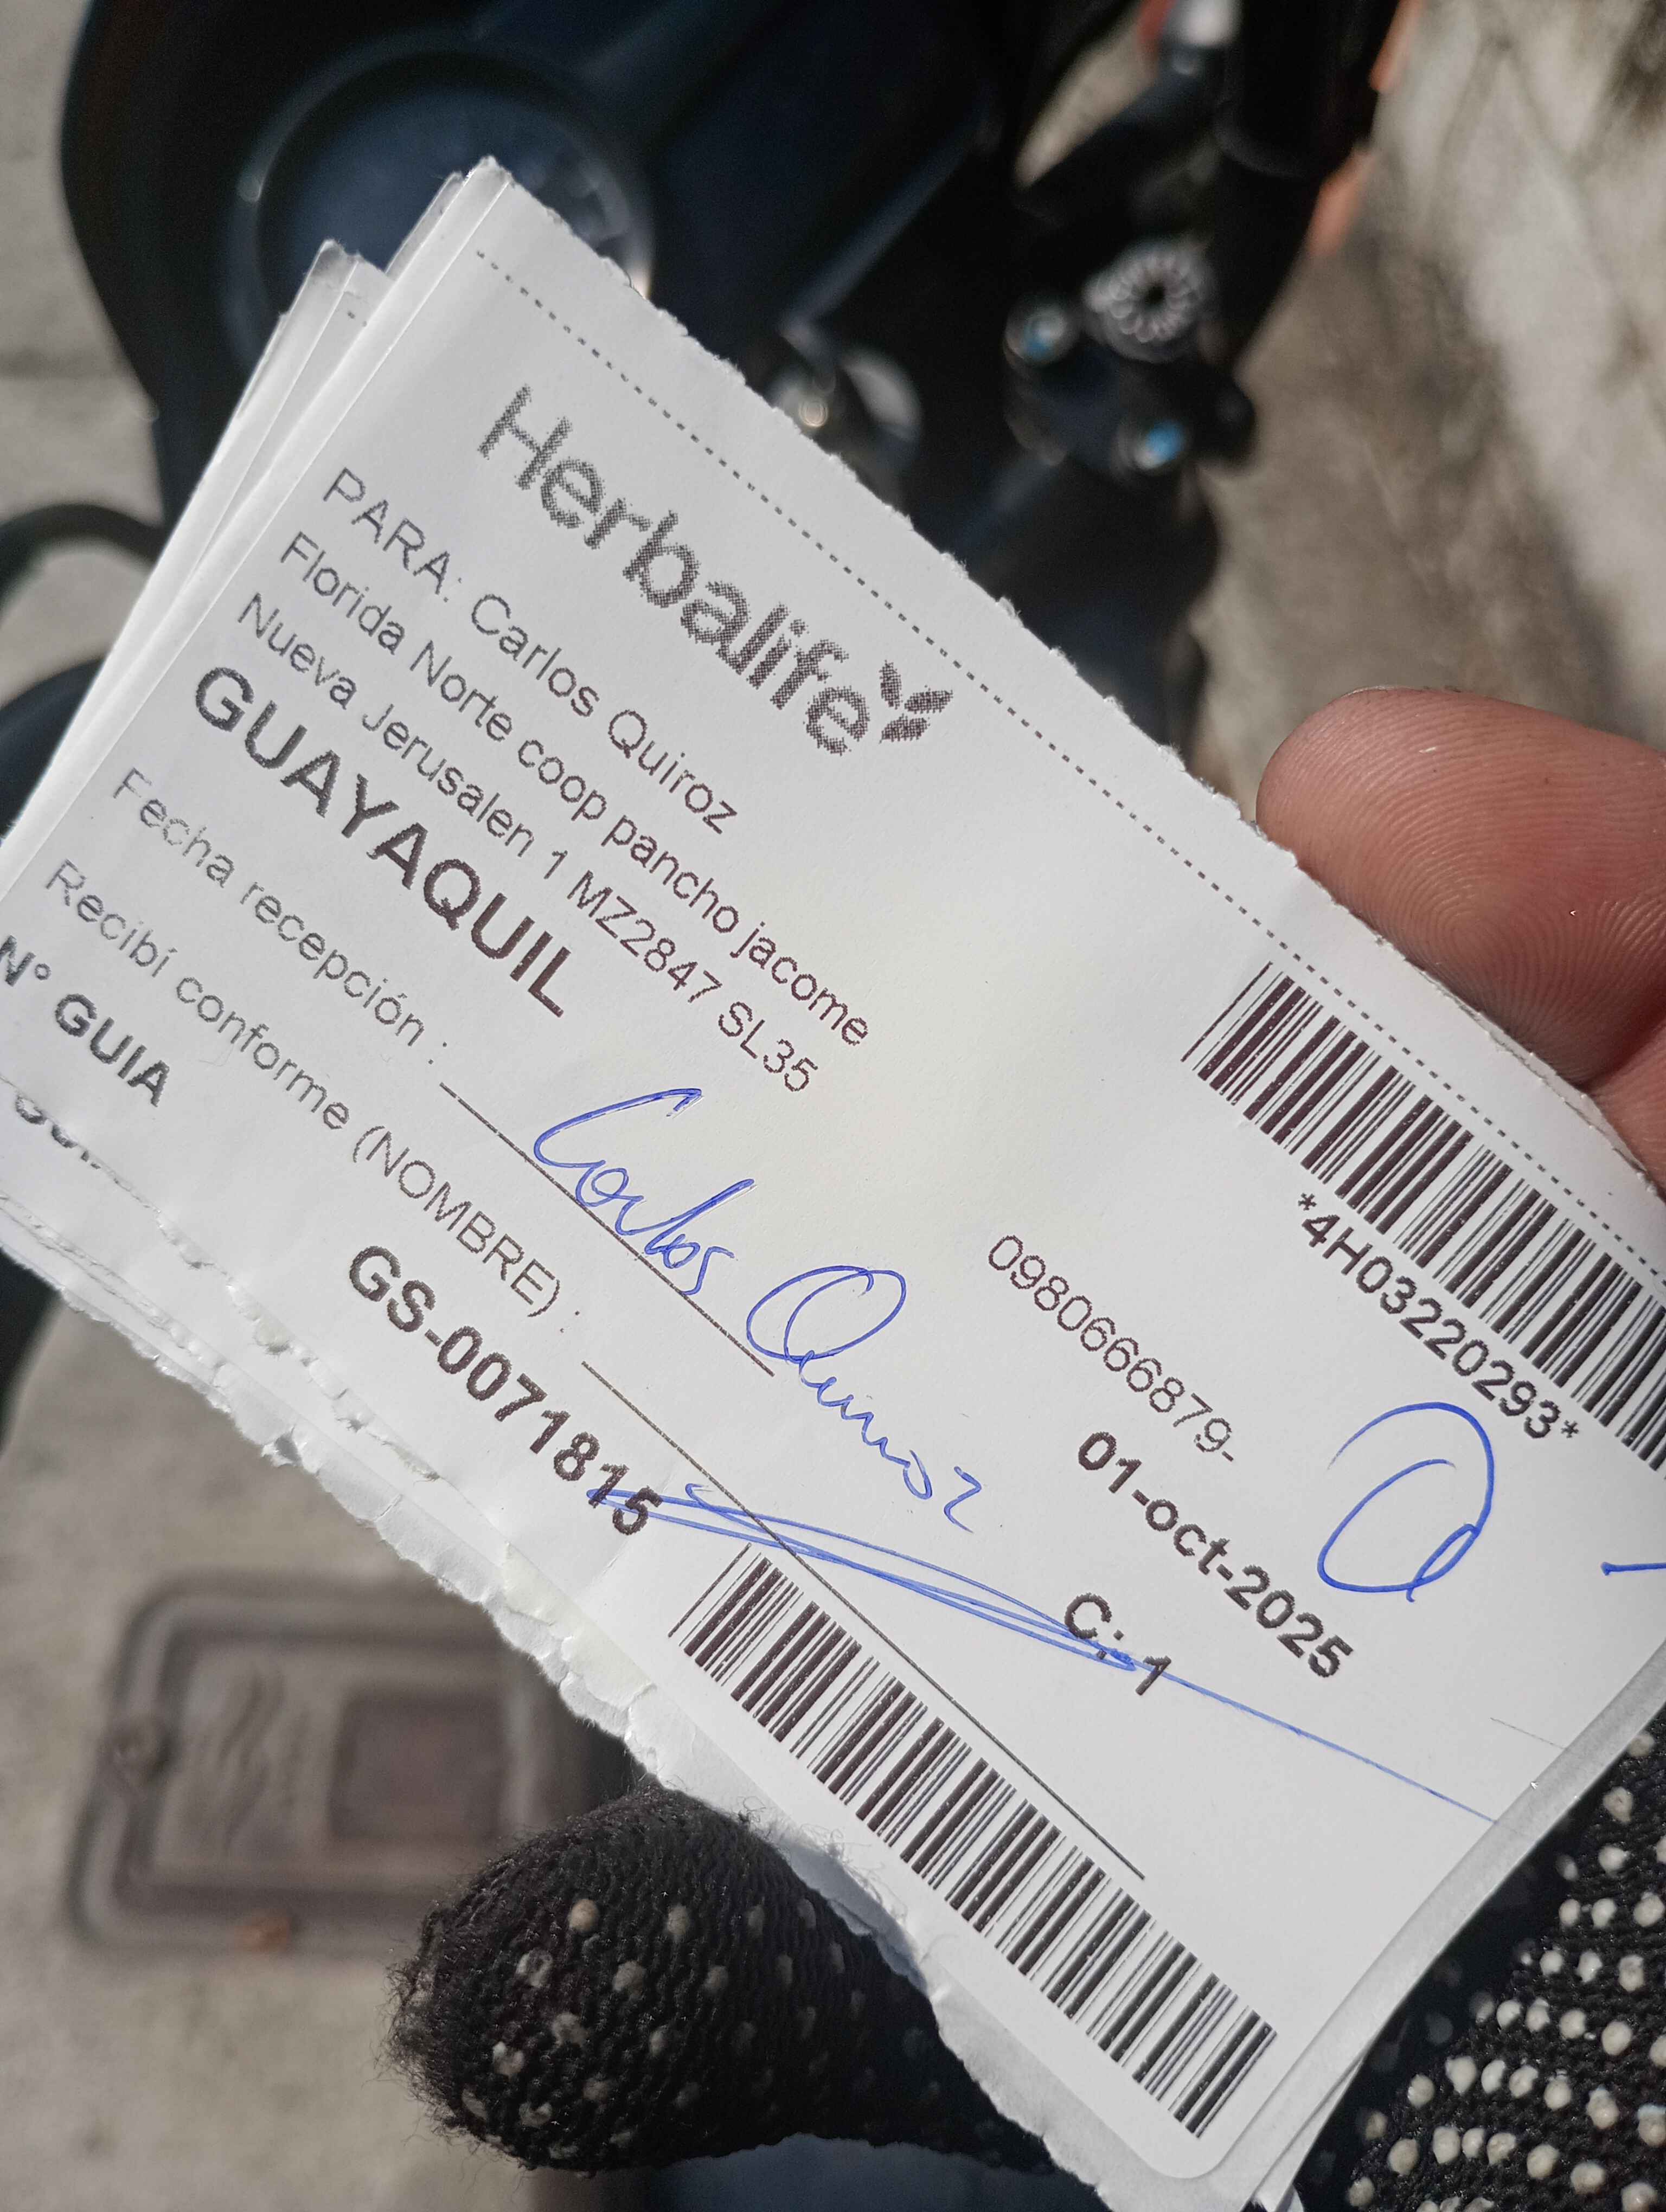 Herbalife
*4H03220293*
PARA: Carlos Quiroz
Florida Norte coop pancho jacome
Nueva Jerusalen 1 MZ2847 SL35
0980666879-
GUAYAQUIL
01-oct-2025
Fecha recepción :
Carlos Quiroz
C: 1
Recibí conforme (NOMBRE) :
N° GUIA
GS-0071815